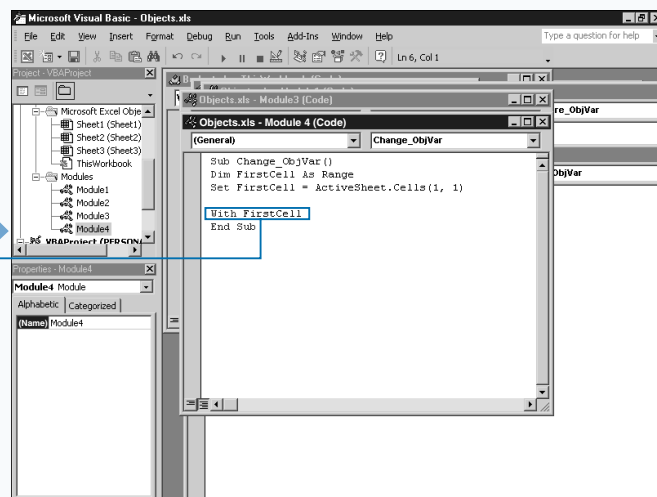 Microsoft Visual Basic - Objects.xls
File Edit View Insert Format Debug Run Tools Add-Ins Window Help
Type a question for help
Ln 6, Col 1
Project - VBAProject
Microsoft Excel Obje
Sheet1 (Sheet1)
Sheet2 (Sheet2)
Sheet3 (Sheet3)
ThisWorkbook
Modules
Module1
Module2
Module3
Module4
VBAProject (PERSON
Properties - Module4
Module4 Module
Alphabetic Categorized
(Name) Module4
Objects.xls - Module3 (Code)
re_ObjVar
ObjVar
Objects.xls - Module 4 (Code)
(General) Change_ObjVar
Sub Change_ObjVar()
Dim FirstCell As Range
Set FirstCell = ActiveSheet.Cells(1, 1)
With FirstCell
End Sub